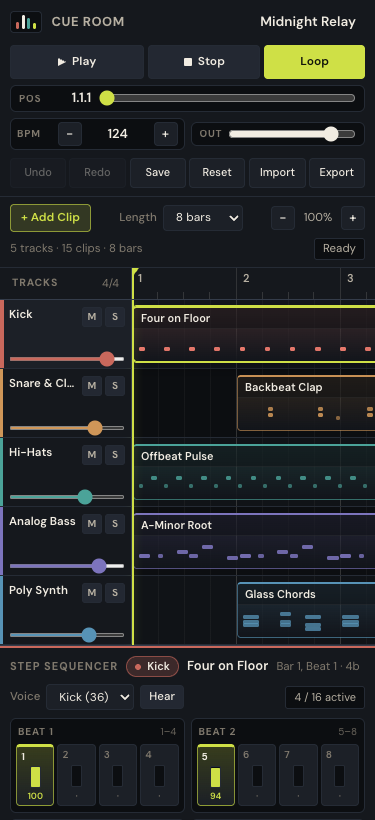 CUE ROOM Midnight Relay
Play Stop Loop
POS 1.1.1
BPM − 124 + OUT
Undo Redo Save Reset Import Export
+ Add Clip Length 8 bars − 100% +
5 tracks · 15 clips · 8 bars Ready
TRACKS 4/4 1 2 3
Kick M S Four on Floor
Snare & Cl... M S Backbeat Clap
Hi-Hats M S Offbeat Pulse
Analog Bass M S A-Minor Root
Poly Synth M S Glass Chords
STEP SEQUENCER Kick Four on Floor Bar 1, Beat 1 · 4b
Voice Kick (36) Hear 4 / 16 active
BEAT 1 1–4 BEAT 2 5–8
1 2 3 4 5 6 7 8
100 · · · 94 · · ·